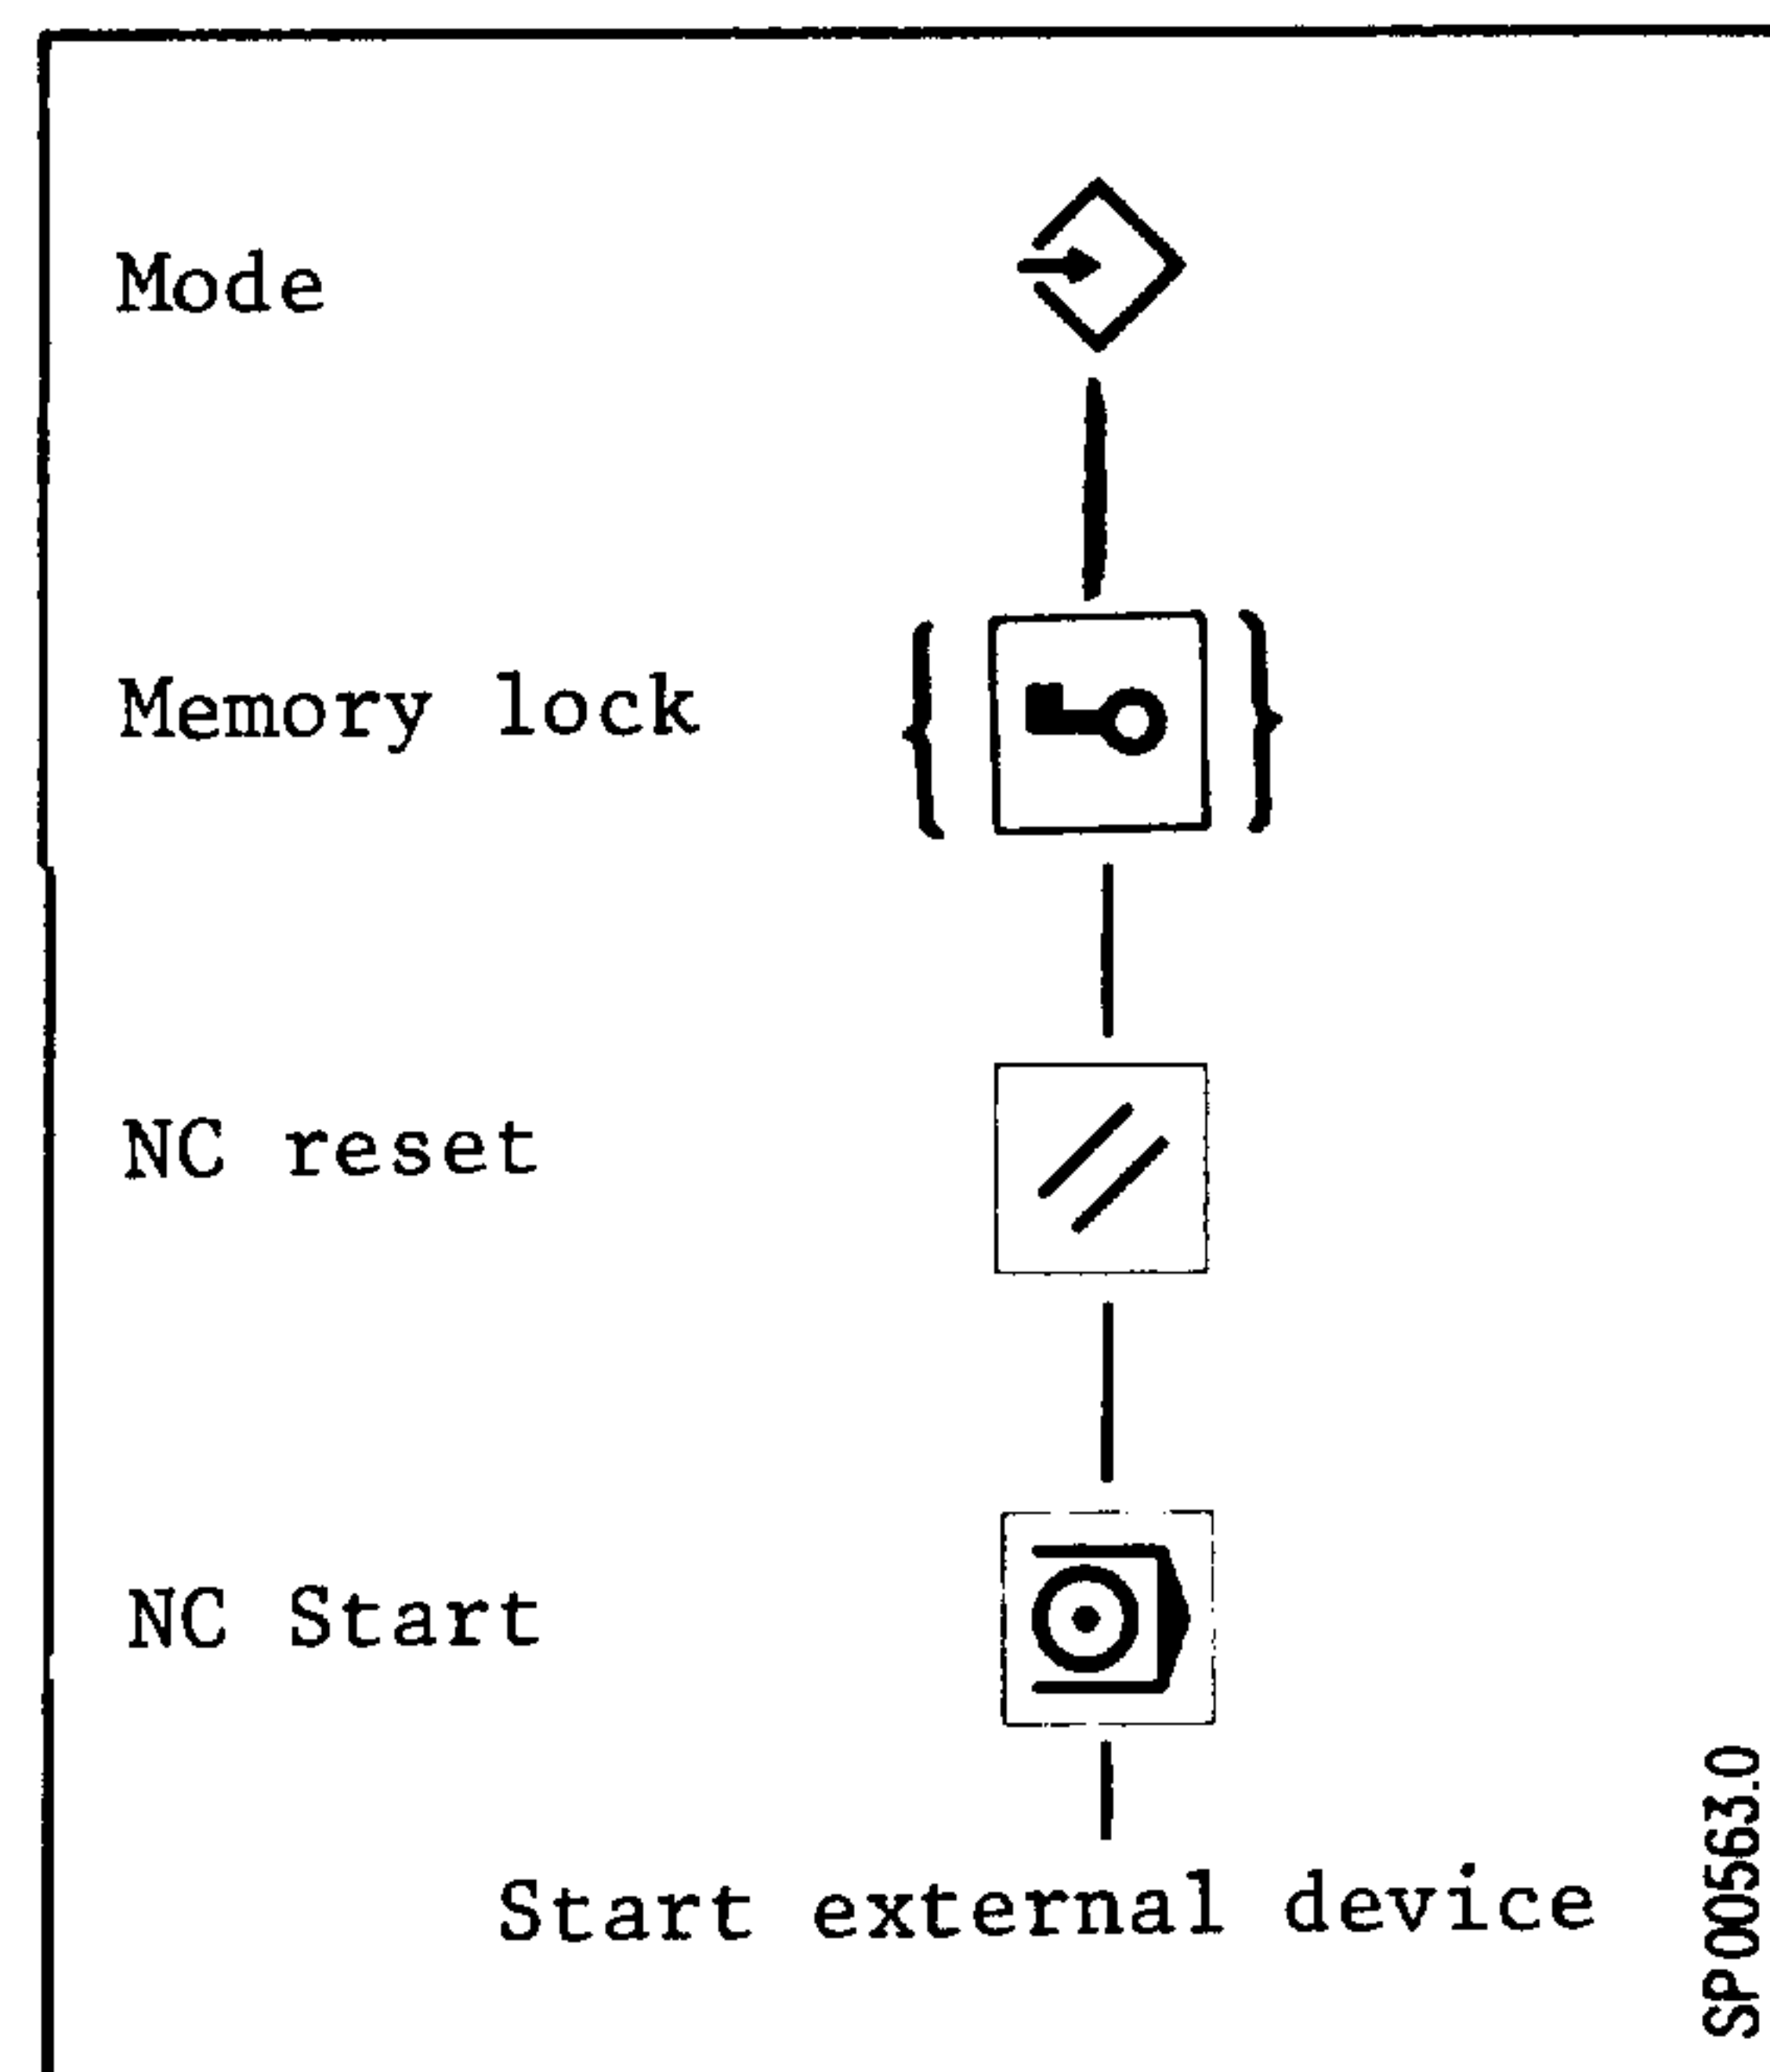 Mode
Memory lock
NC reset
NC Start
Start external device
SP00563.0